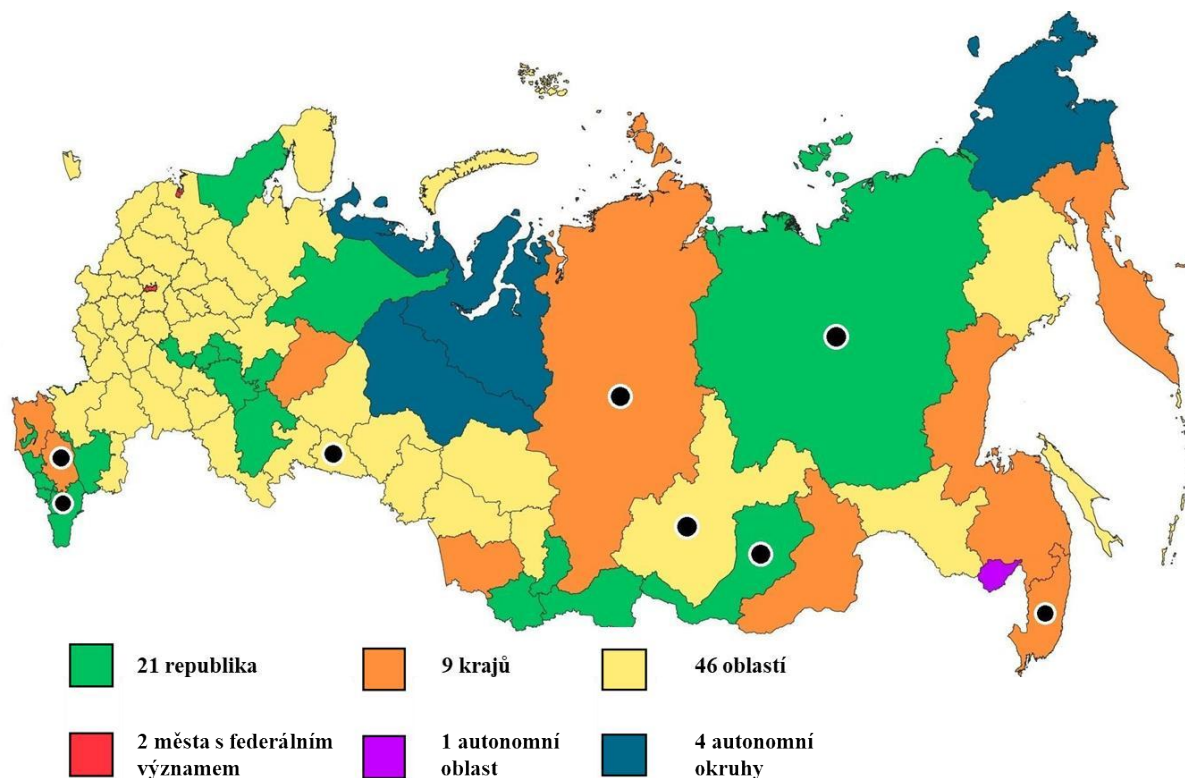 21 republika
9 krajů
46 oblastí
2 města s federálním
významem
1 autonomní
oblast
4 autonomní
okruhy